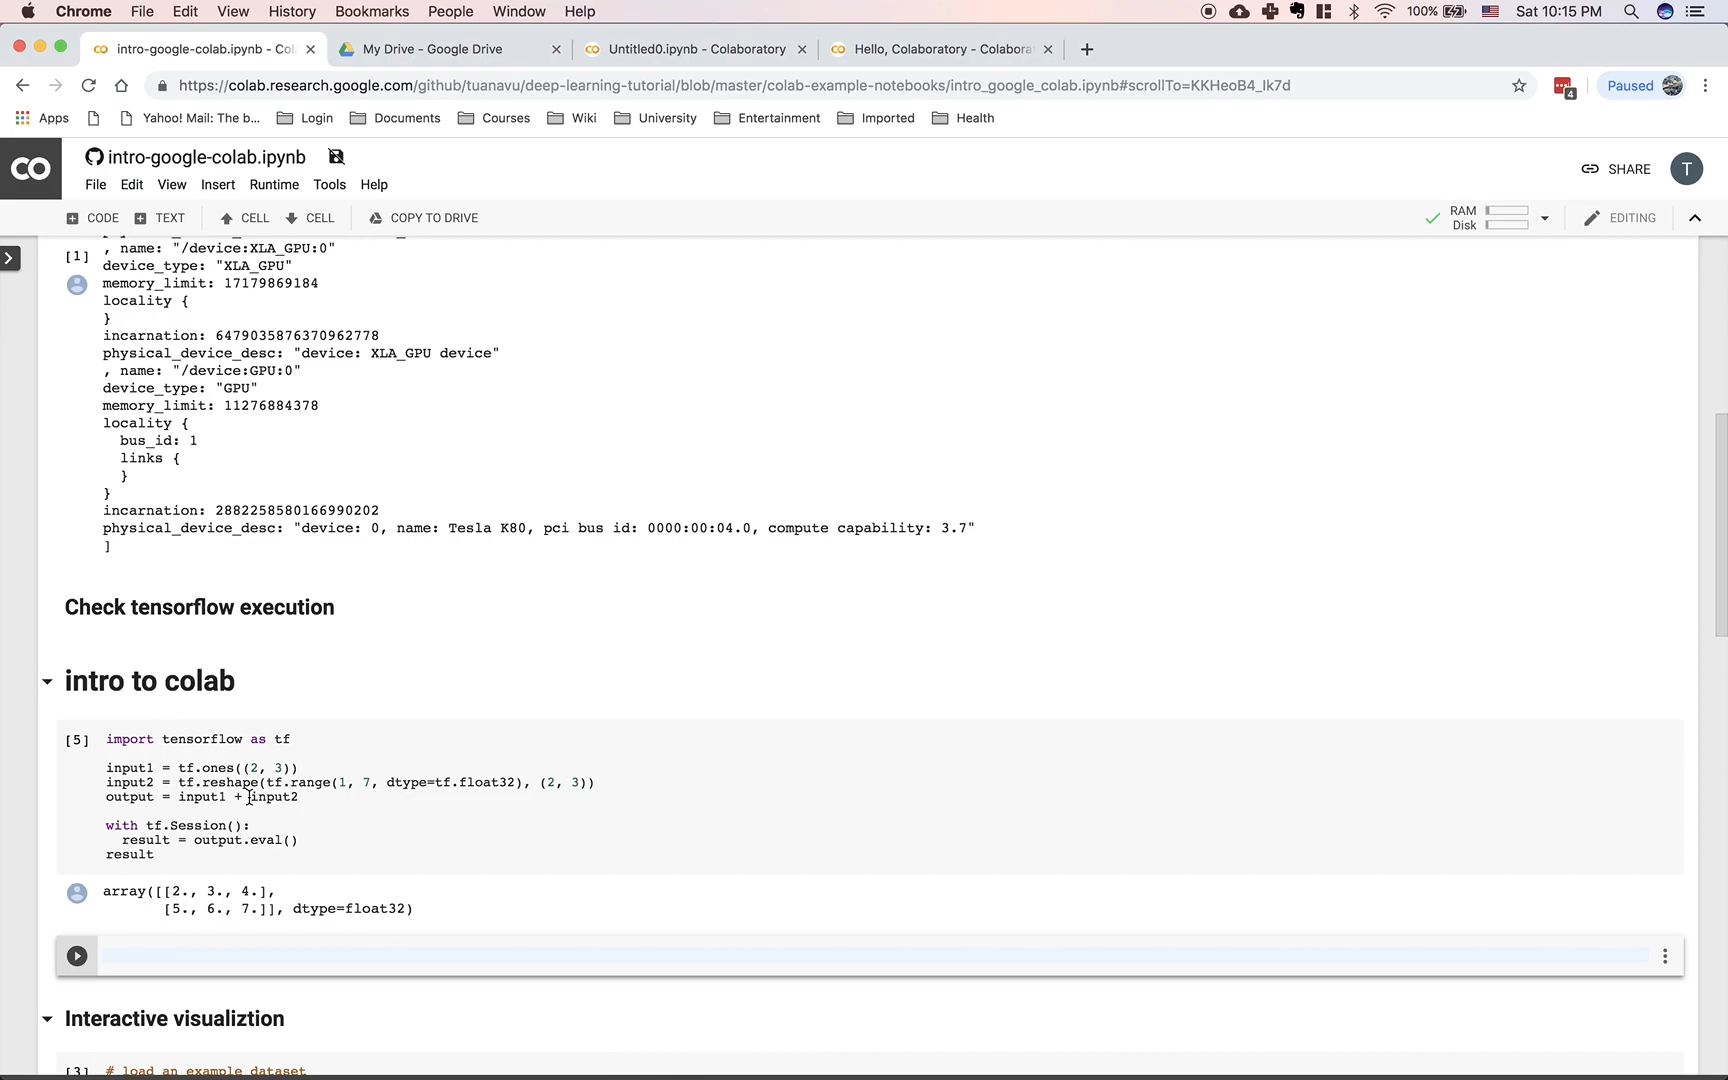 Chrome File Edit View History Bookmarks People Window Help 100% Sat 10:15 PM
intro-google-colab.ipynb - Col My Drive - Google Drive Untitled0.ipynb - Colaboratory Hello, Colaboratory - Colabora
https://colab.research.google.com/github/tuanavu/deep-learning-tutorial/blob/master/colab-example-notebooks/intro_google_colab.ipynb#scrollTo=KKHeoB4_Ik7d 4 Paused
Apps Yahoo! Mail: The b... Login Documents Courses Wiki University Entertainment Imported Health
CO intro-google-colab.ipynb SHARE T
File Edit View Insert Runtime Tools Help
CODE TEXT CELL CELL COPY TO DRIVE RAM Disk EDITING
[1] , name: "/device:XLA_GPU:0"
device_type: "XLA_GPU"
memory_limit: 17179869184
locality {
}
incarnation: 6479035876370962778
physical_device_desc: "device: XLA_GPU device"
, name: "/device:GPU:0"
device_type: "GPU"
memory_limit: 11276884378
locality {
bus_id: 1
links {
}
}
incarnation: 2882258580166990202
physical_device_desc: "device: 0, name: Tesla K80, pci bus id: 0000:00:04.0, compute capability: 3.7"
]
Check tensorflow execution
intro to colab
[5] import tensorflow as tf
input1 = tf.ones((2, 3))
input2 = tf.reshape(tf.range(1, 7, dtype=tf.float32), (2, 3))
output = input1 + input2
with tf.Session():
result = output.eval()
result
array([[2., 3., 4.],
[5., 6., 7.]], dtype=float32)
Interactive visualiztion
[3] # load an example dataset